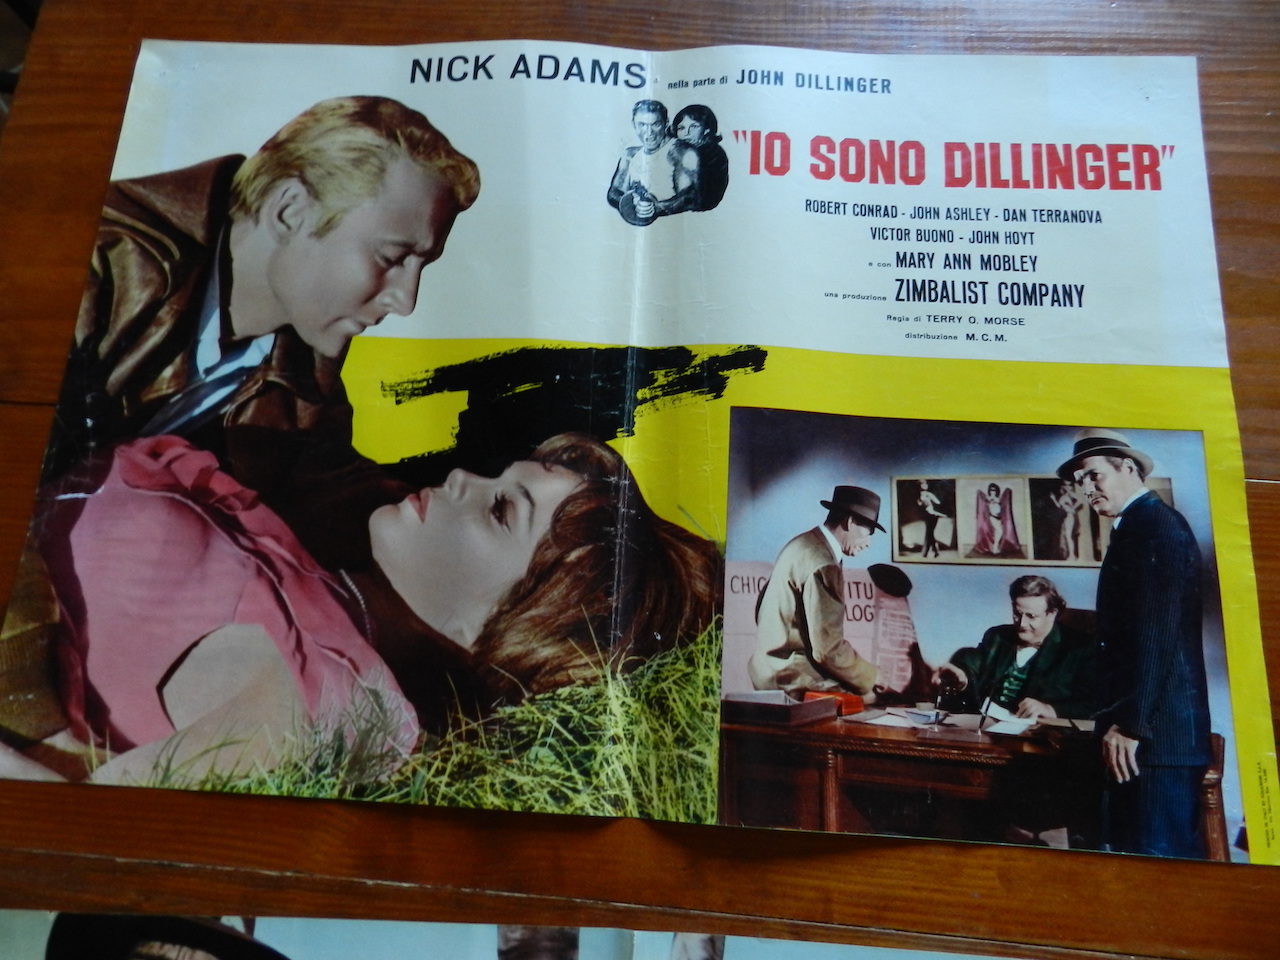 NICK ADAMS nella parte di JOHN DILLINGER
"IO SONO DILLINGER"
ROBERT CONRAD - JOHN ASHLEY - DAN TERRANOVA
VICTOR BUONO - JOHN HOYT
e con MARY ANN MOBLEY
una produzione ZIMBALIST COMPANY
Regia di TERRY O. MORSE
distribuzione M.C.M.
CHIC ITU
LOG